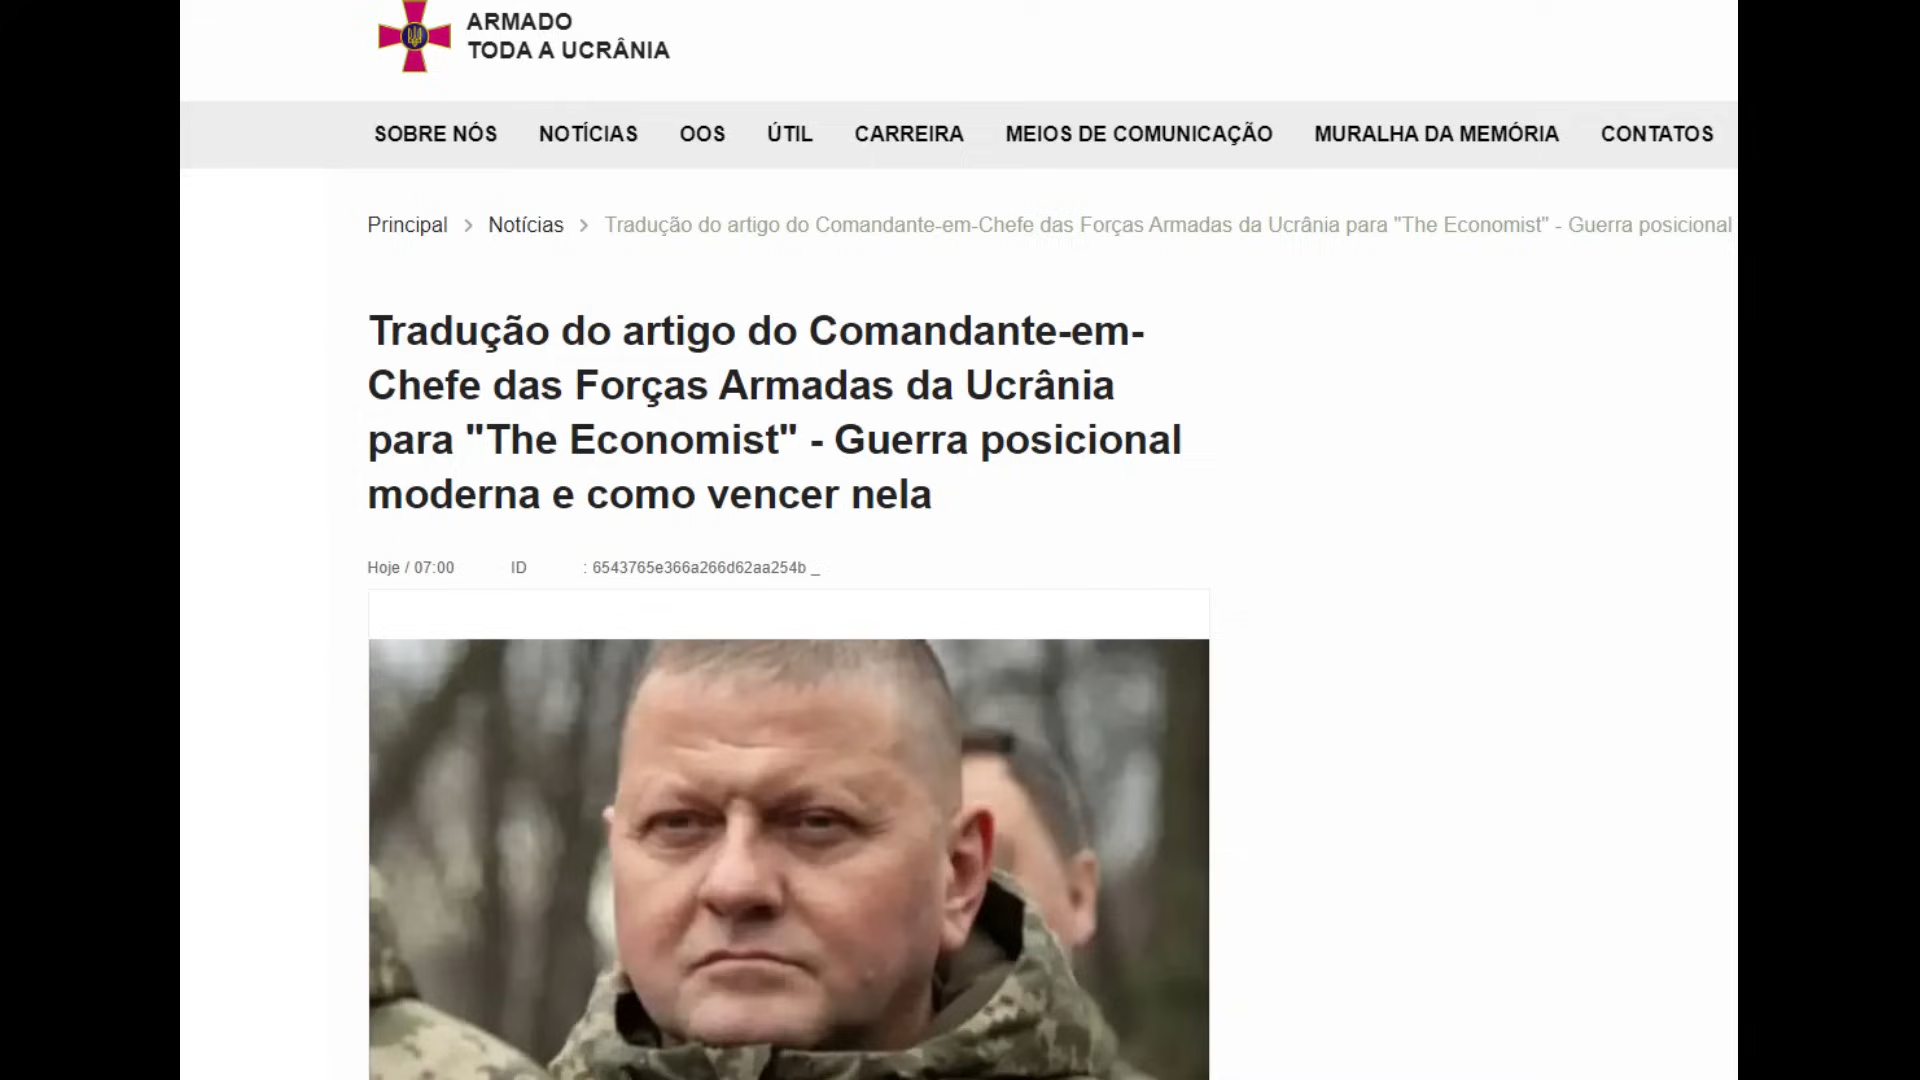 ARMADO
TODA A UCRÂNIA
SOBRE NÓS NOTÍCIAS OOS ÚTIL CARREIRA MEIOS DE COMUNICAÇÃO MURALHA DA MEMÓRIA CONTATOS
Principal > Notícias > Tradução do artigo do Comandante-em-Chefe das Forças Armadas da Ucrânia para "The Economist" - Guerra posicional
Tradução do artigo do Comandante-em-
Chefe das Forças Armadas da Ucrânia
para "The Economist" - Guerra posicional
moderna e como vencer nela
Hoje / 07:00 ID : 6543765e366a266d62aa254b _